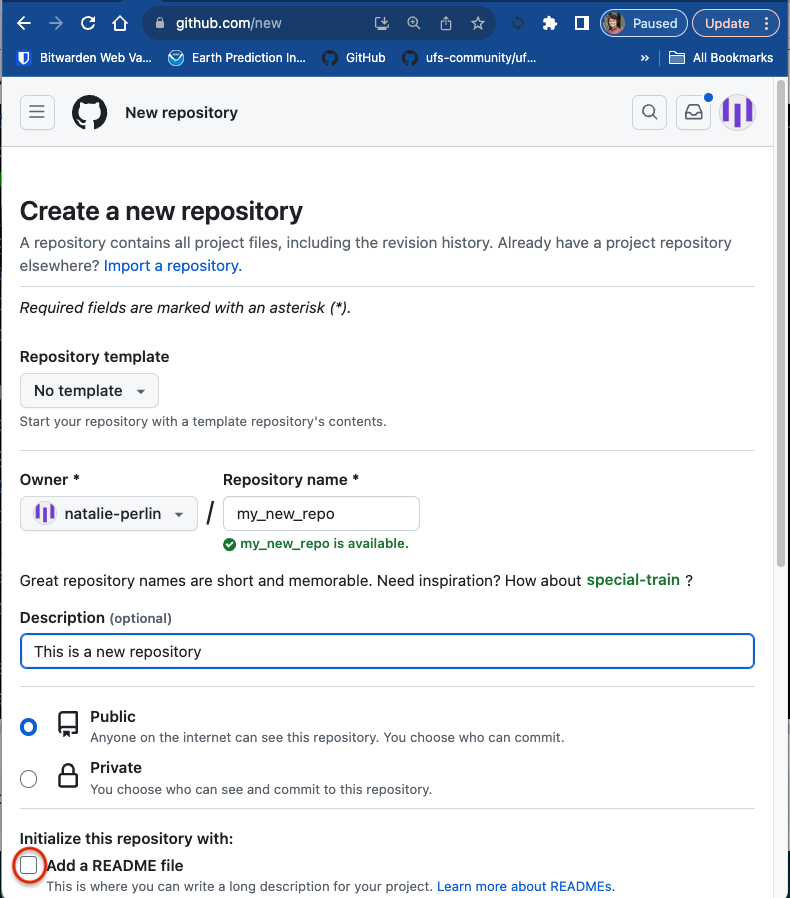 github.com/new
Paused
Update
Bitwarden Web Va...
Earth Prediction In...
GitHub
ufs-community/uf...
»
All Bookmarks
New repository
Create a new repository
A repository contains all project files, including the revision history. Already have a project repository
elsewhere? Import a repository.
Required fields are marked with an asterisk (*).
Repository template
No template
Start your repository with a template repository's contents.
Owner *
Repository name *
natalie-perlin
/
my_new_repo
my_new_repo is available.
Great repository names are short and memorable. Need inspiration? How about special-train ?
Description (optional)
This is a new repository
Public
Anyone on the internet can see this repository. You choose who can commit.
Private
You choose who can see and commit to this repository.
Initialize this repository with:
Add a README file
This is where you can write a long description for your project. Learn more about READMEs.